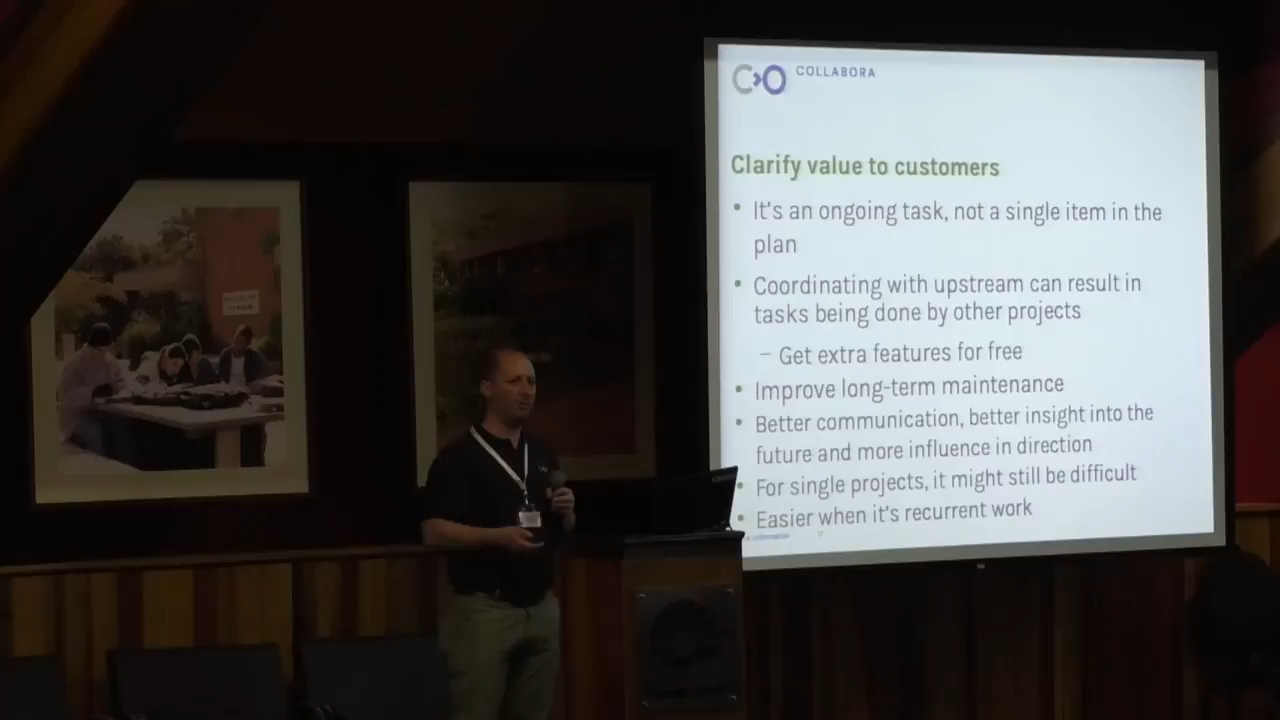 COLLABORA
Clarify value to customers
• It's an ongoing task, not a single item in the
plan
• Coordinating with upstream can result in
tasks being done by other projects
– Get extra features for free
• Improve long-term maintenance
• Better communication, better insight into the
future and more influence in direction
• For single projects, it might still be difficult
• Easier when it's recurrent work